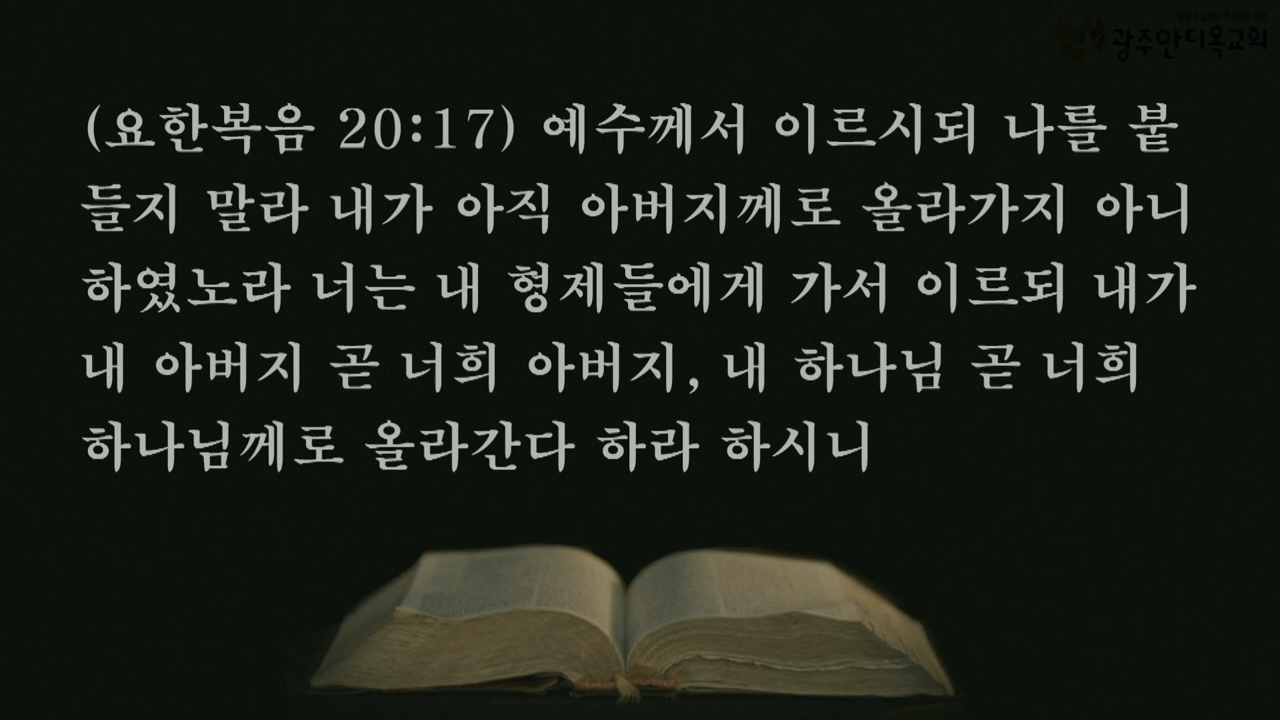 광주안디옥교회
(요한복음 20:17) 예수께서 이르시되 나를 붙
들지 말라 내가 아직 아버지께로 올라가지 아니
하였노라 너는 내 형제들에게 가서 이르되 내가
내 아버지 곧 너희 아버지, 내 하나님 곧 너희
하나님께로 올라간다 하라 하시니